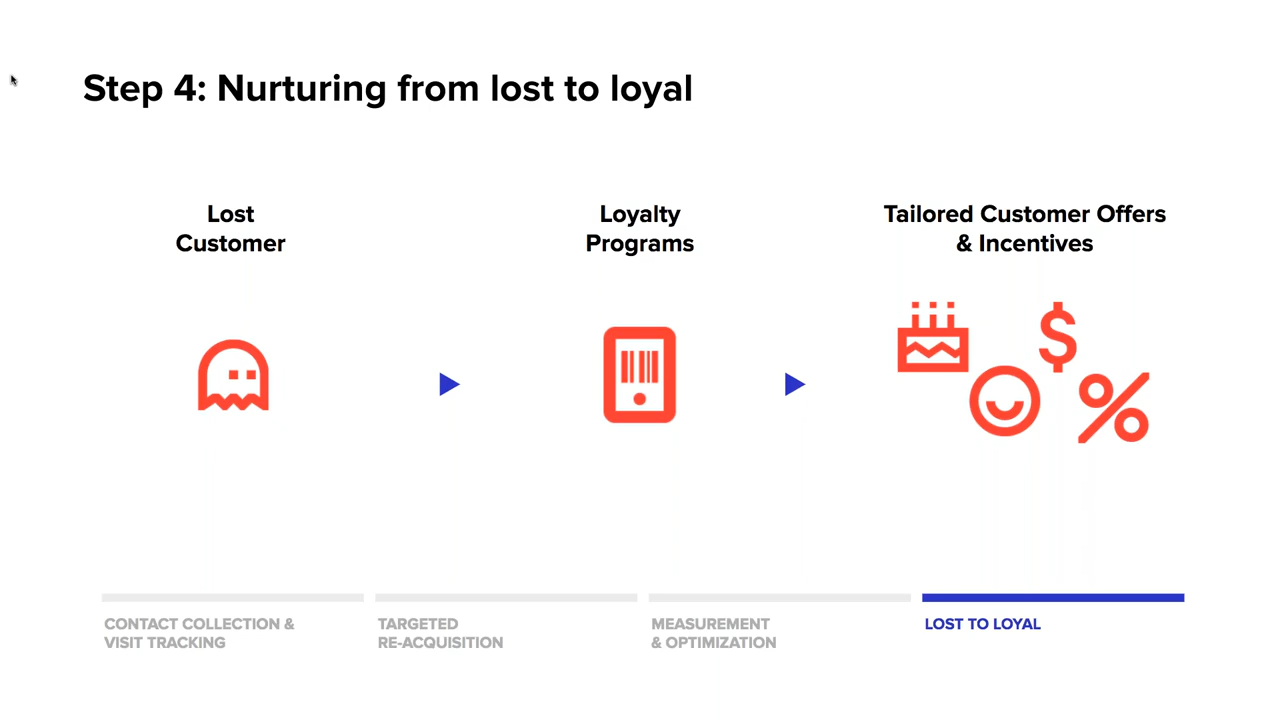 Step 4: Nurturing from lost to loyal
Lost
Customer
Loyalty
Programs
Tailored Customer Offers
& Incentives
$
%
CONTACT COLLECTION &
VISIT TRACKING
TARGETED
RE-ACQUISITION
MEASUREMENT
& OPTIMIZATION
LOST TO LOYAL